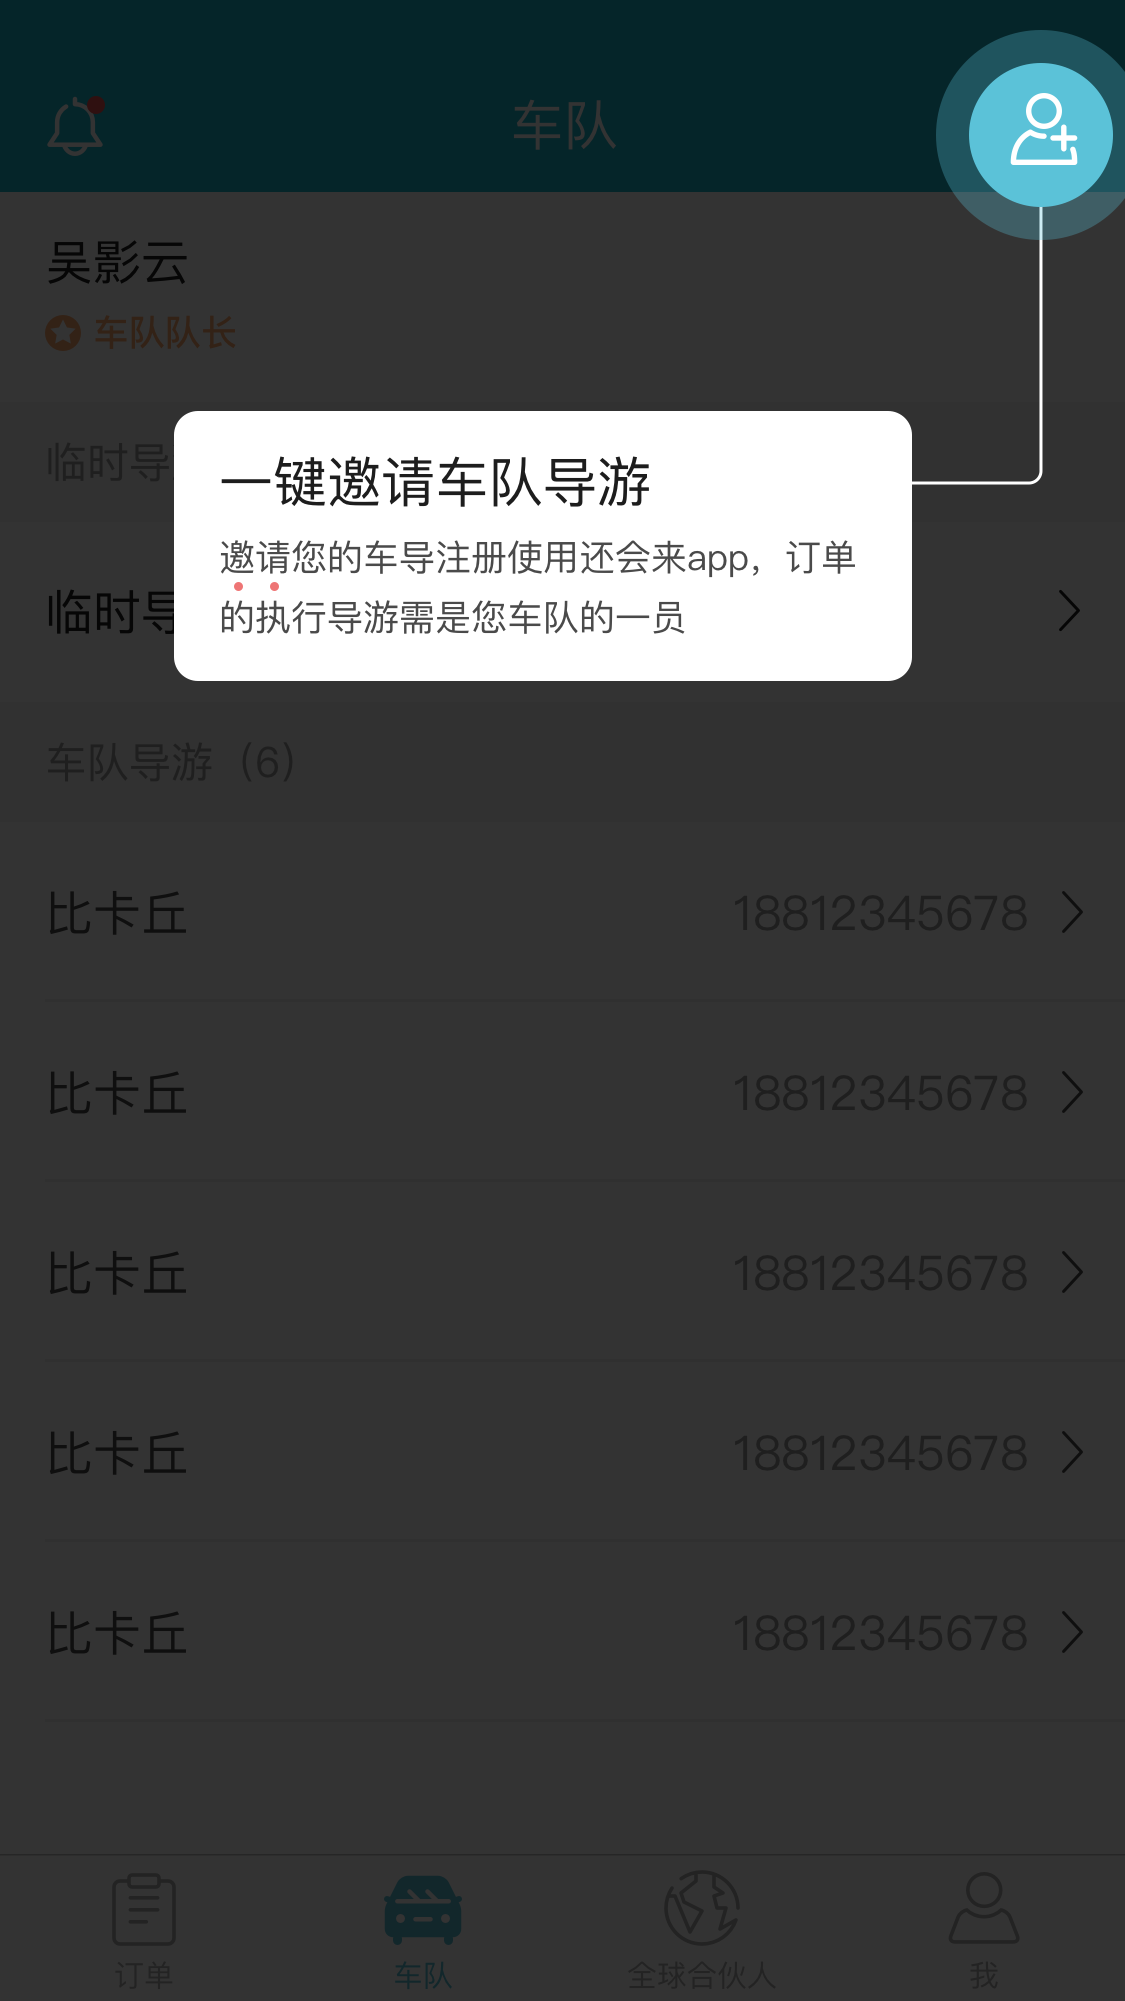 车队
吴影云
车队队长
临时导
一键邀请车队导游
邀请您的车导注册使用还会来app，订单
的执行导游需是您车队的一员
临时导
车队导游（6）
比卡丘 18812345678
比卡丘 18812345678
比卡丘 18812345678
比卡丘 18812345678
比卡丘 18812345678
订单 车队 全球合伙人 我